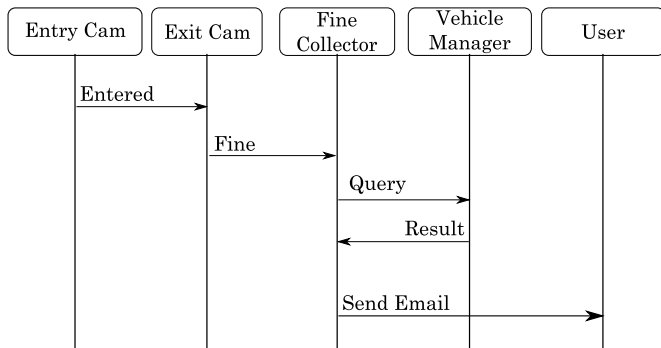 Entry Cam
Exit Cam
Fine
Collector
Vehicle
Manager
User
Entered
Fine
Query
Result
Send Email